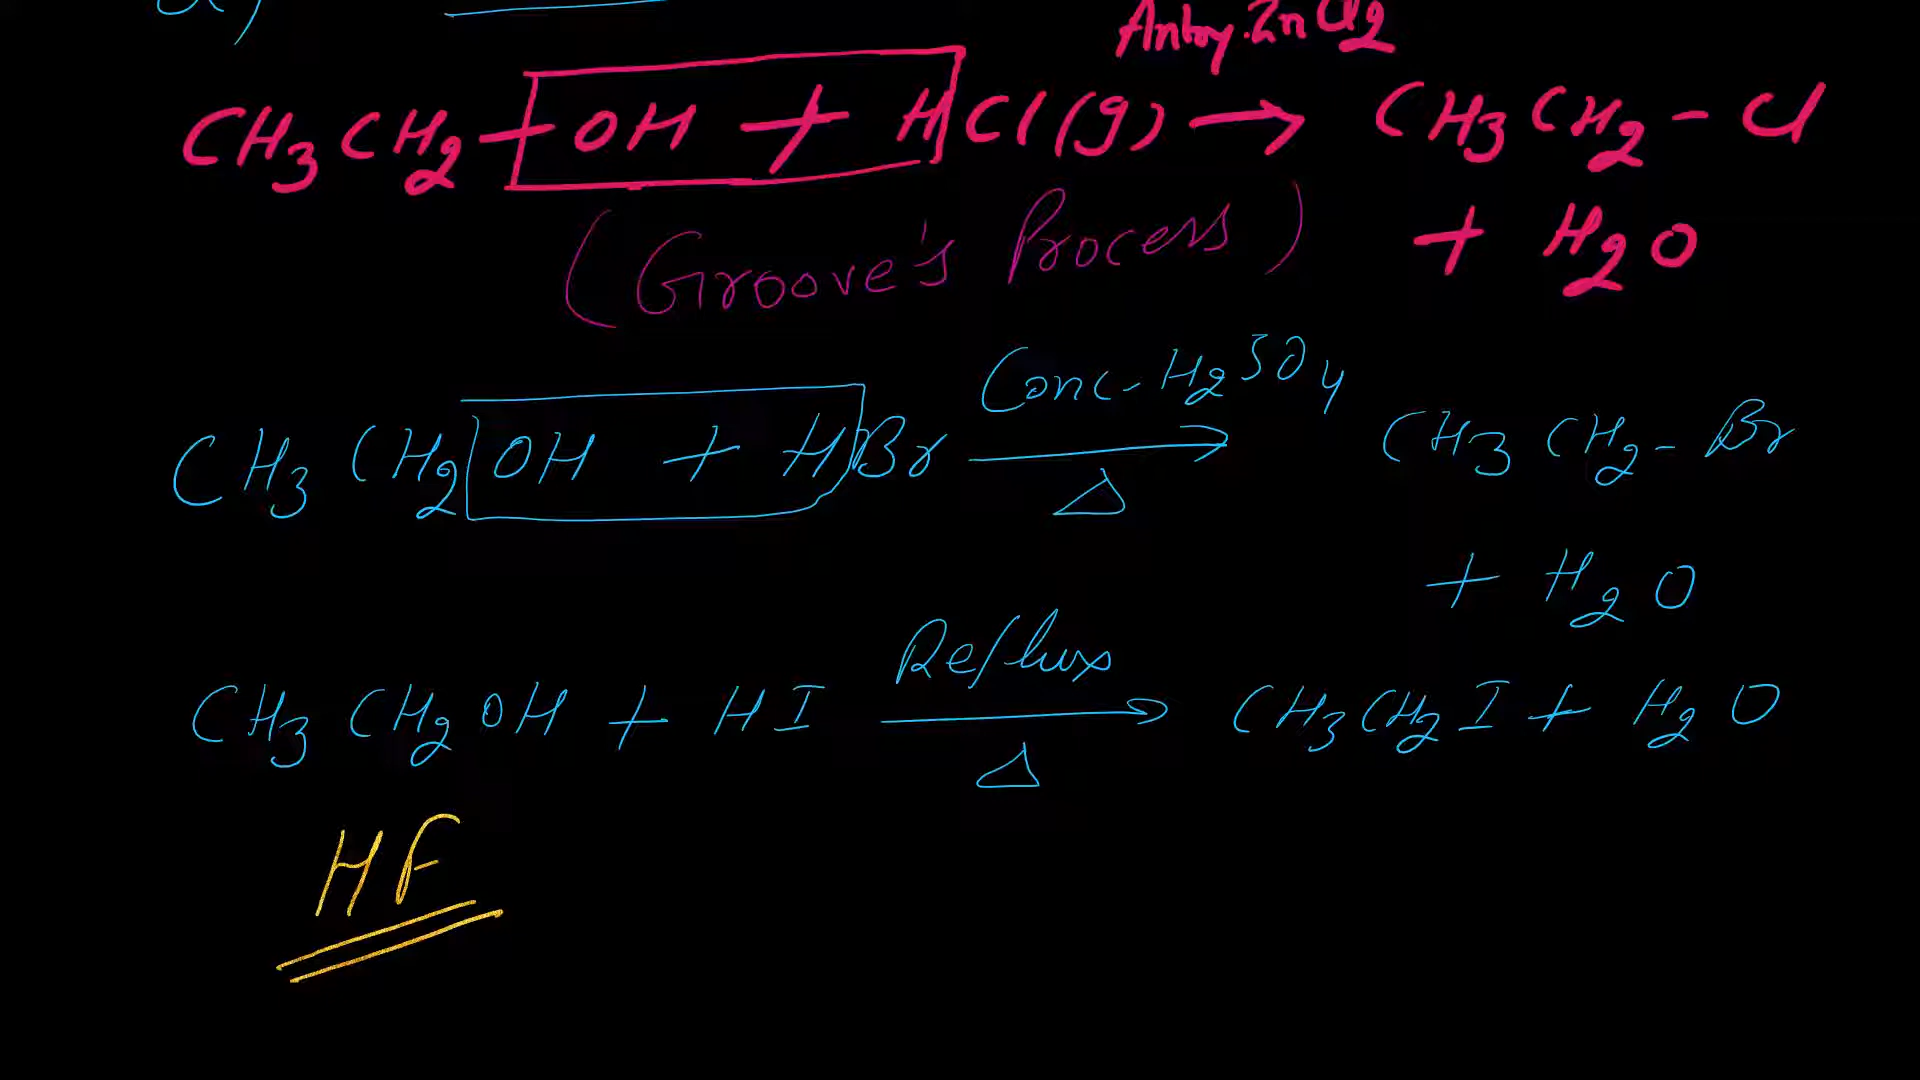 Anhy. ZnCl2
CH3CH2-OH + HCl(g) → CH3CH2-Cl
(Groove's Process) + H2O
Conc. H2SO4
CH3CH2OH + HBr → CH3CH2-Br
Δ
+ H2O
Reflux
CH3CH2OH + HI → CH3CH2I + H2O
Δ
HF